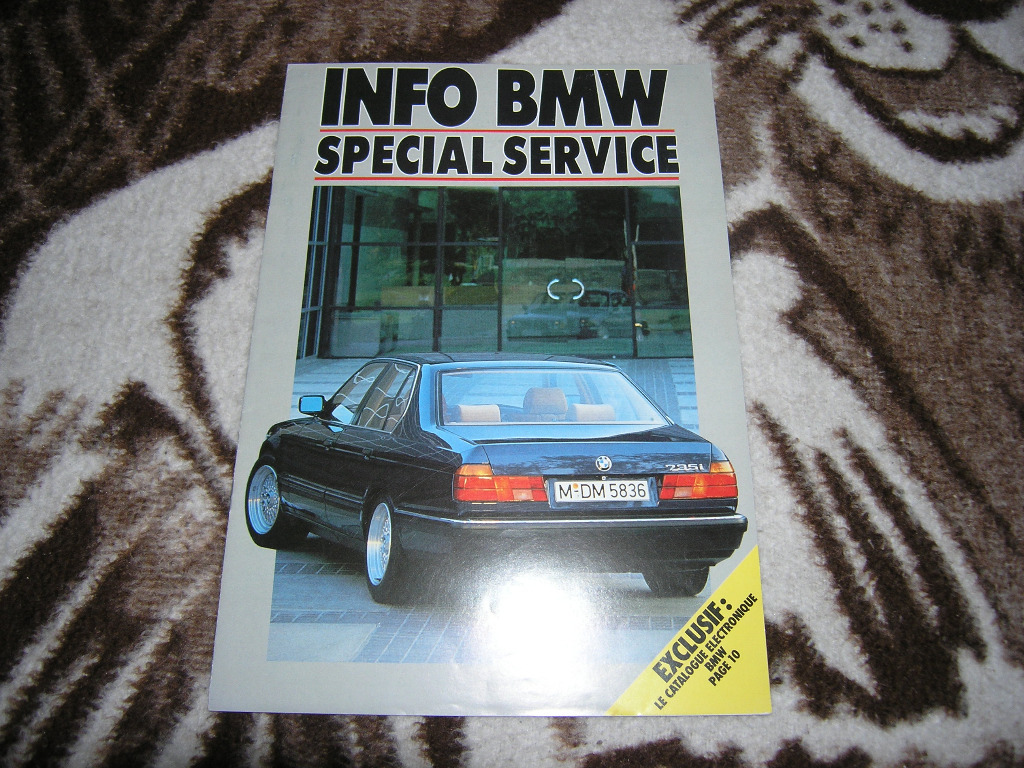 INFO BMW
SPECIAL SERVICE
735i
M DM 5836
EXCLUSIF:
LE CATALOGUE ELECTRONIQUE
BMW
PAGE 10